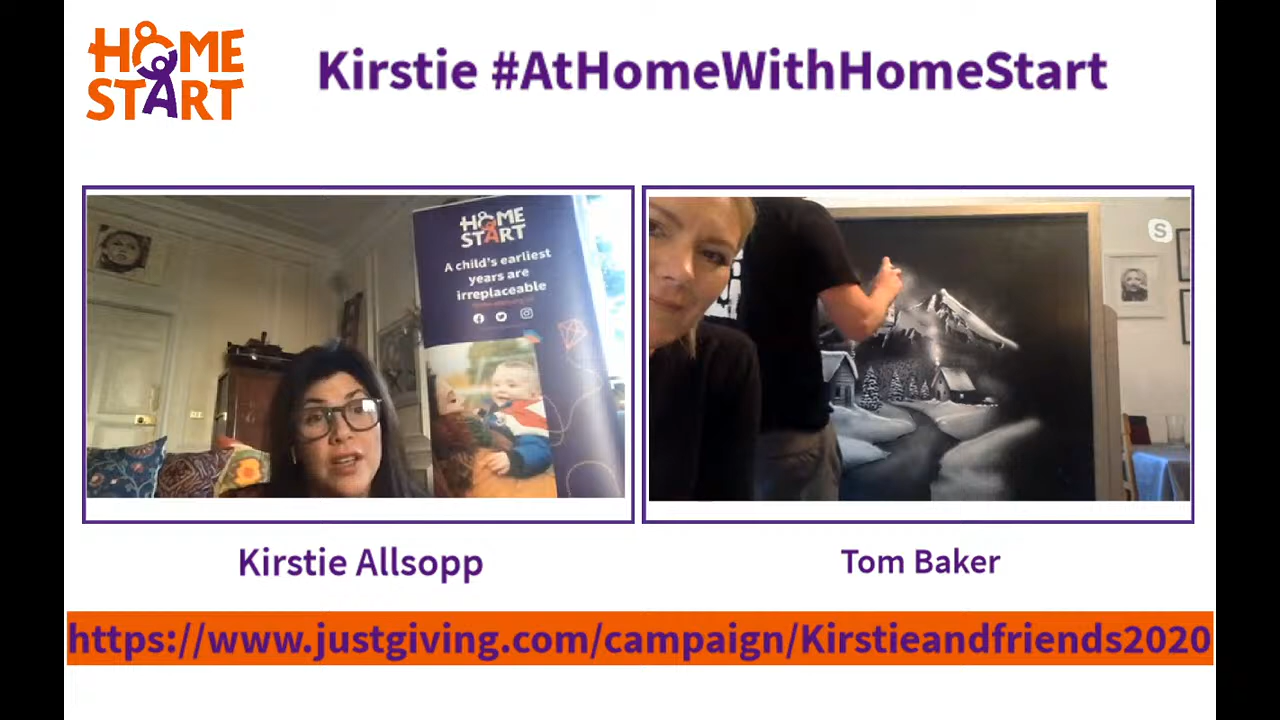 HOME
START
Kirstie #AtHomeWithHomeStart
HOME
START
A child's earliest
years are
irreplaceable
S
Kirstie Allsopp
Tom Baker
https://www.justgiving.com/campaign/Kirstieandfriends2020